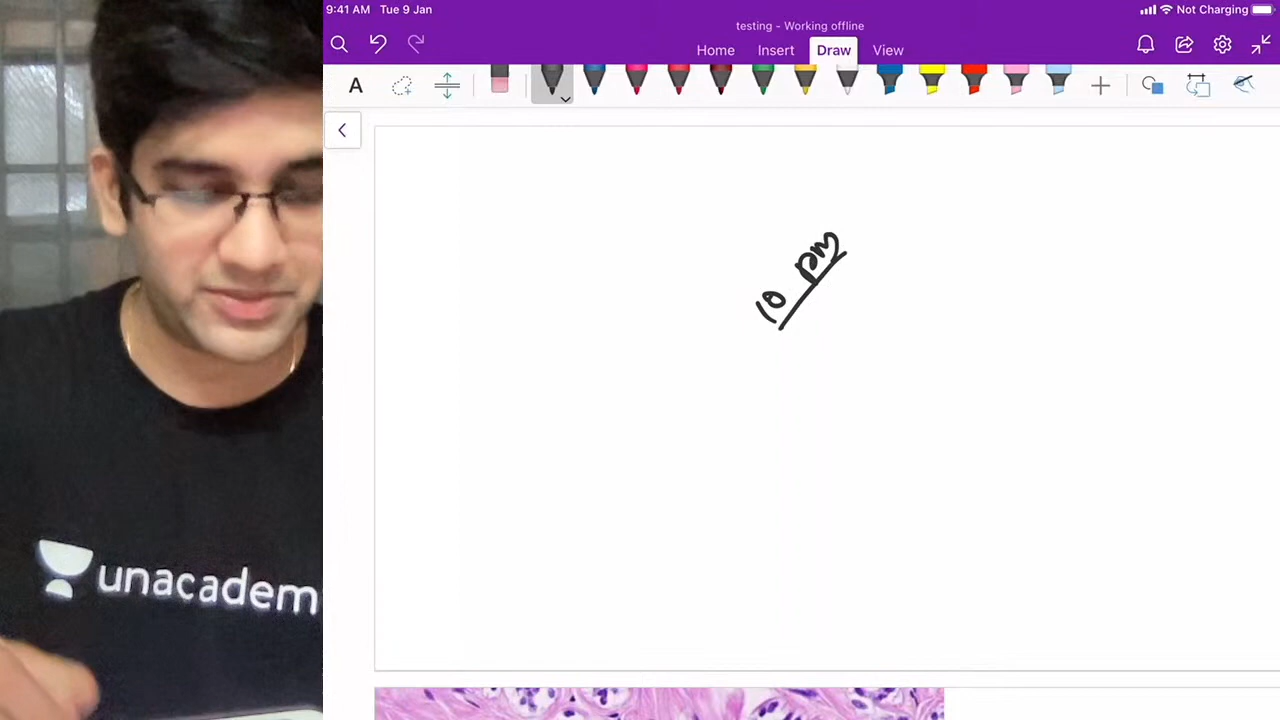 9:41 AM Tue 9 Jan
Not Charging
testing - Working offline
Home Insert Draw View
A
10 pm
unacadem